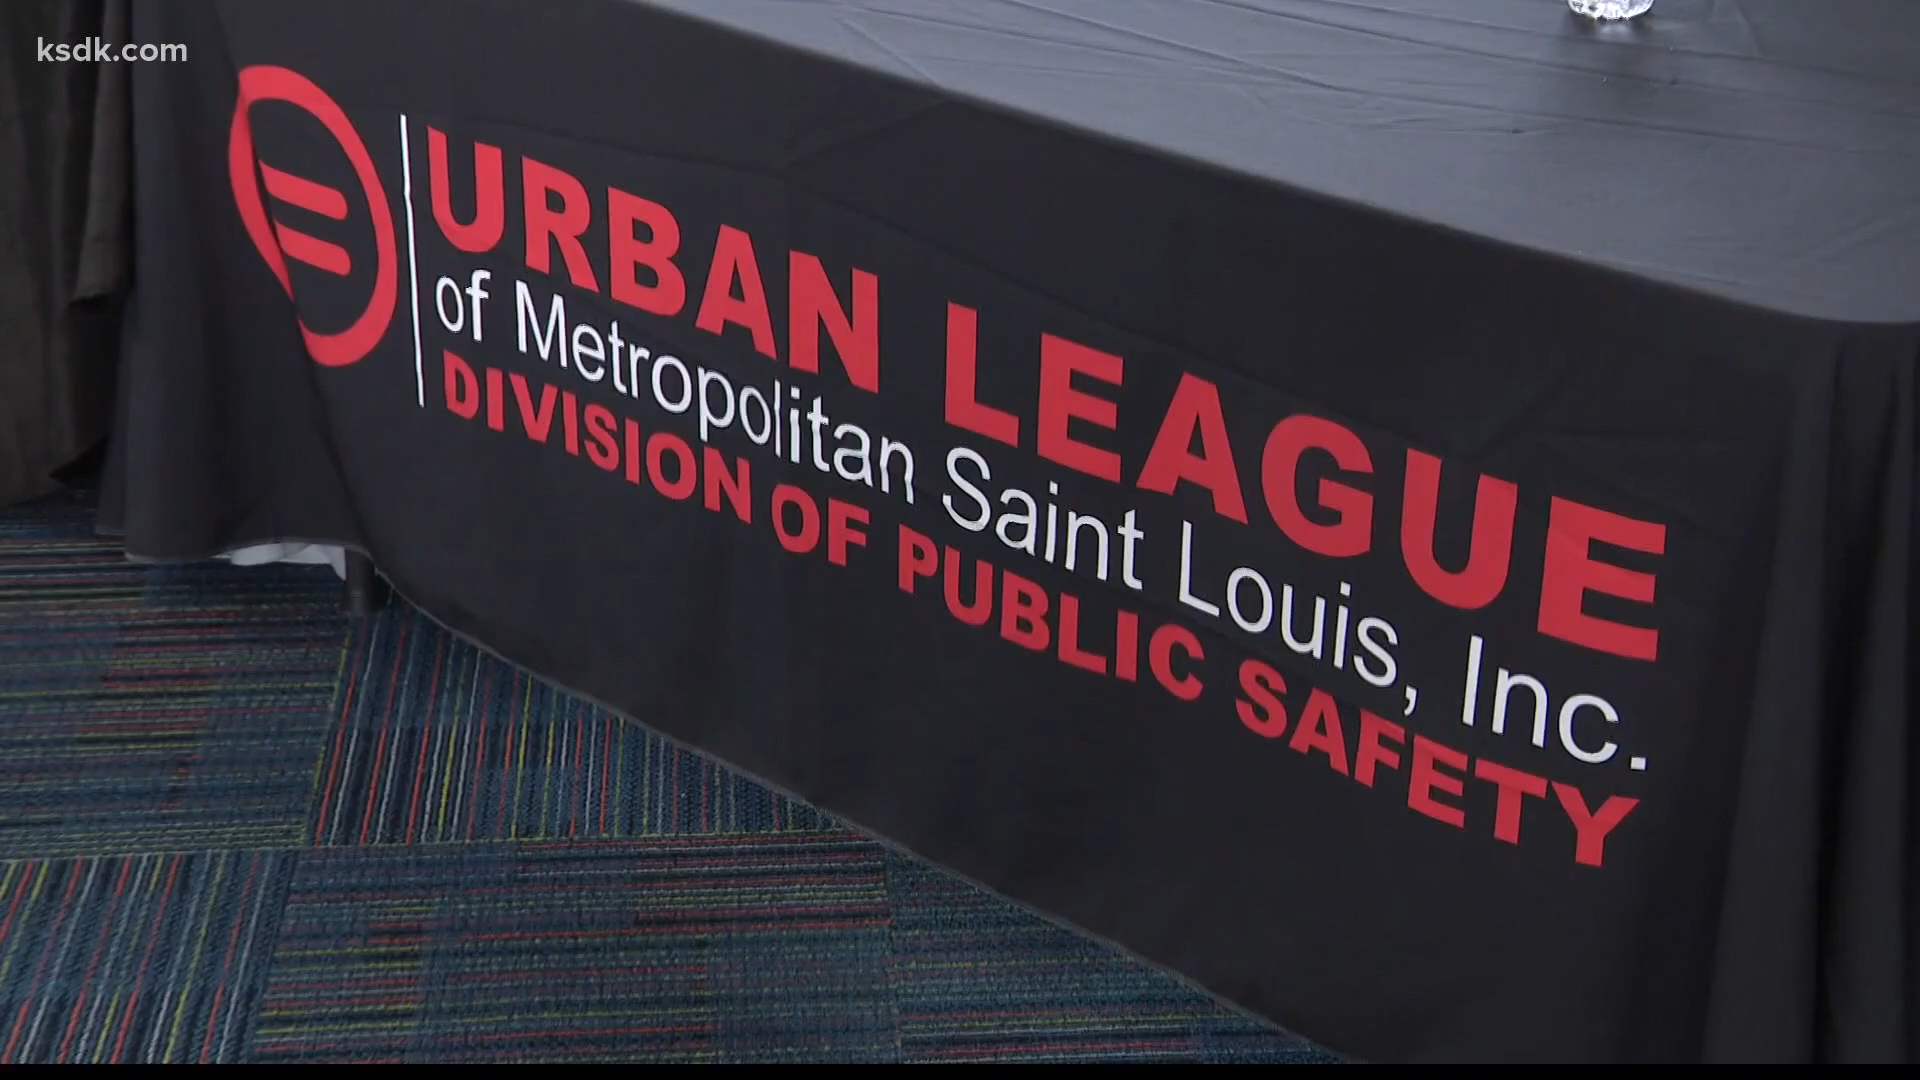 ksdk.com
URBAN LEAGUE
of Metropolitan Saint Louis, Inc.
DIVISION OF PUBLIC SAFETY